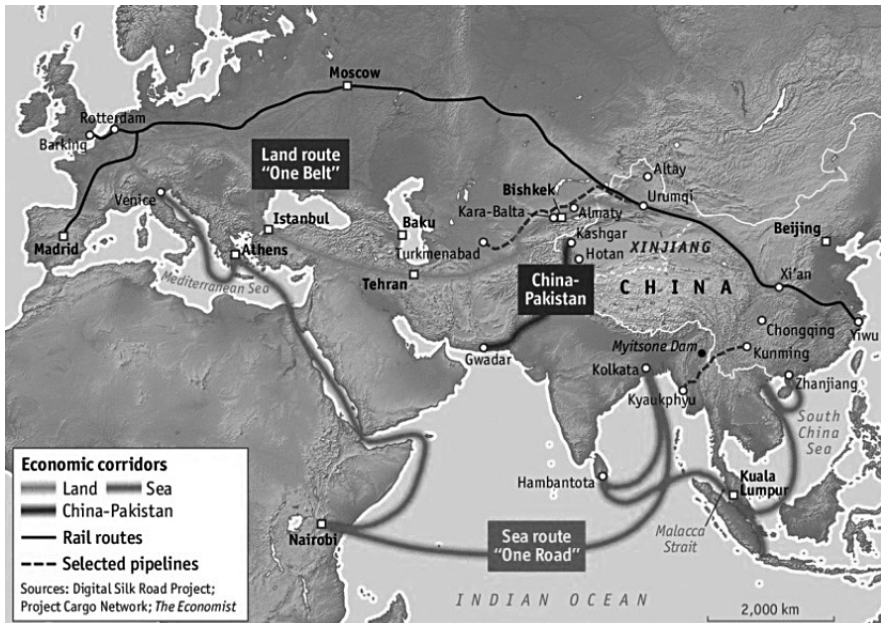 Moscow
Rotterdam
Barking
Land route
"One Belt"
Altay
Bishkek
Venice
Urumqi
Kara-Balta
Almaty
Istanbul
Baku
Kashgar
Beijing
Madrid
Athens
Turkmenabad
Hotan
XINJIANG
Mediterranean Sea
Tehran
China-
Pakistan
CHINA
Xi'an
Chongqing
Yiwu
Gwadar
Myitsone Dam
Kunming
Kolkata
Zhanjiang
Kyaukphyu
South
China
Sea
Economic corridors
Land
Sea
China-Pakistan
Rail routes
Selected pipelines
Sources: Digital Silk Road Project;
Project Cargo Network; The Economist
Hambantota
Kuala
Lumpur
Nairobi
Sea route
"One Road"
Malacca
Strait
INDIAN OCEAN
2,000 km